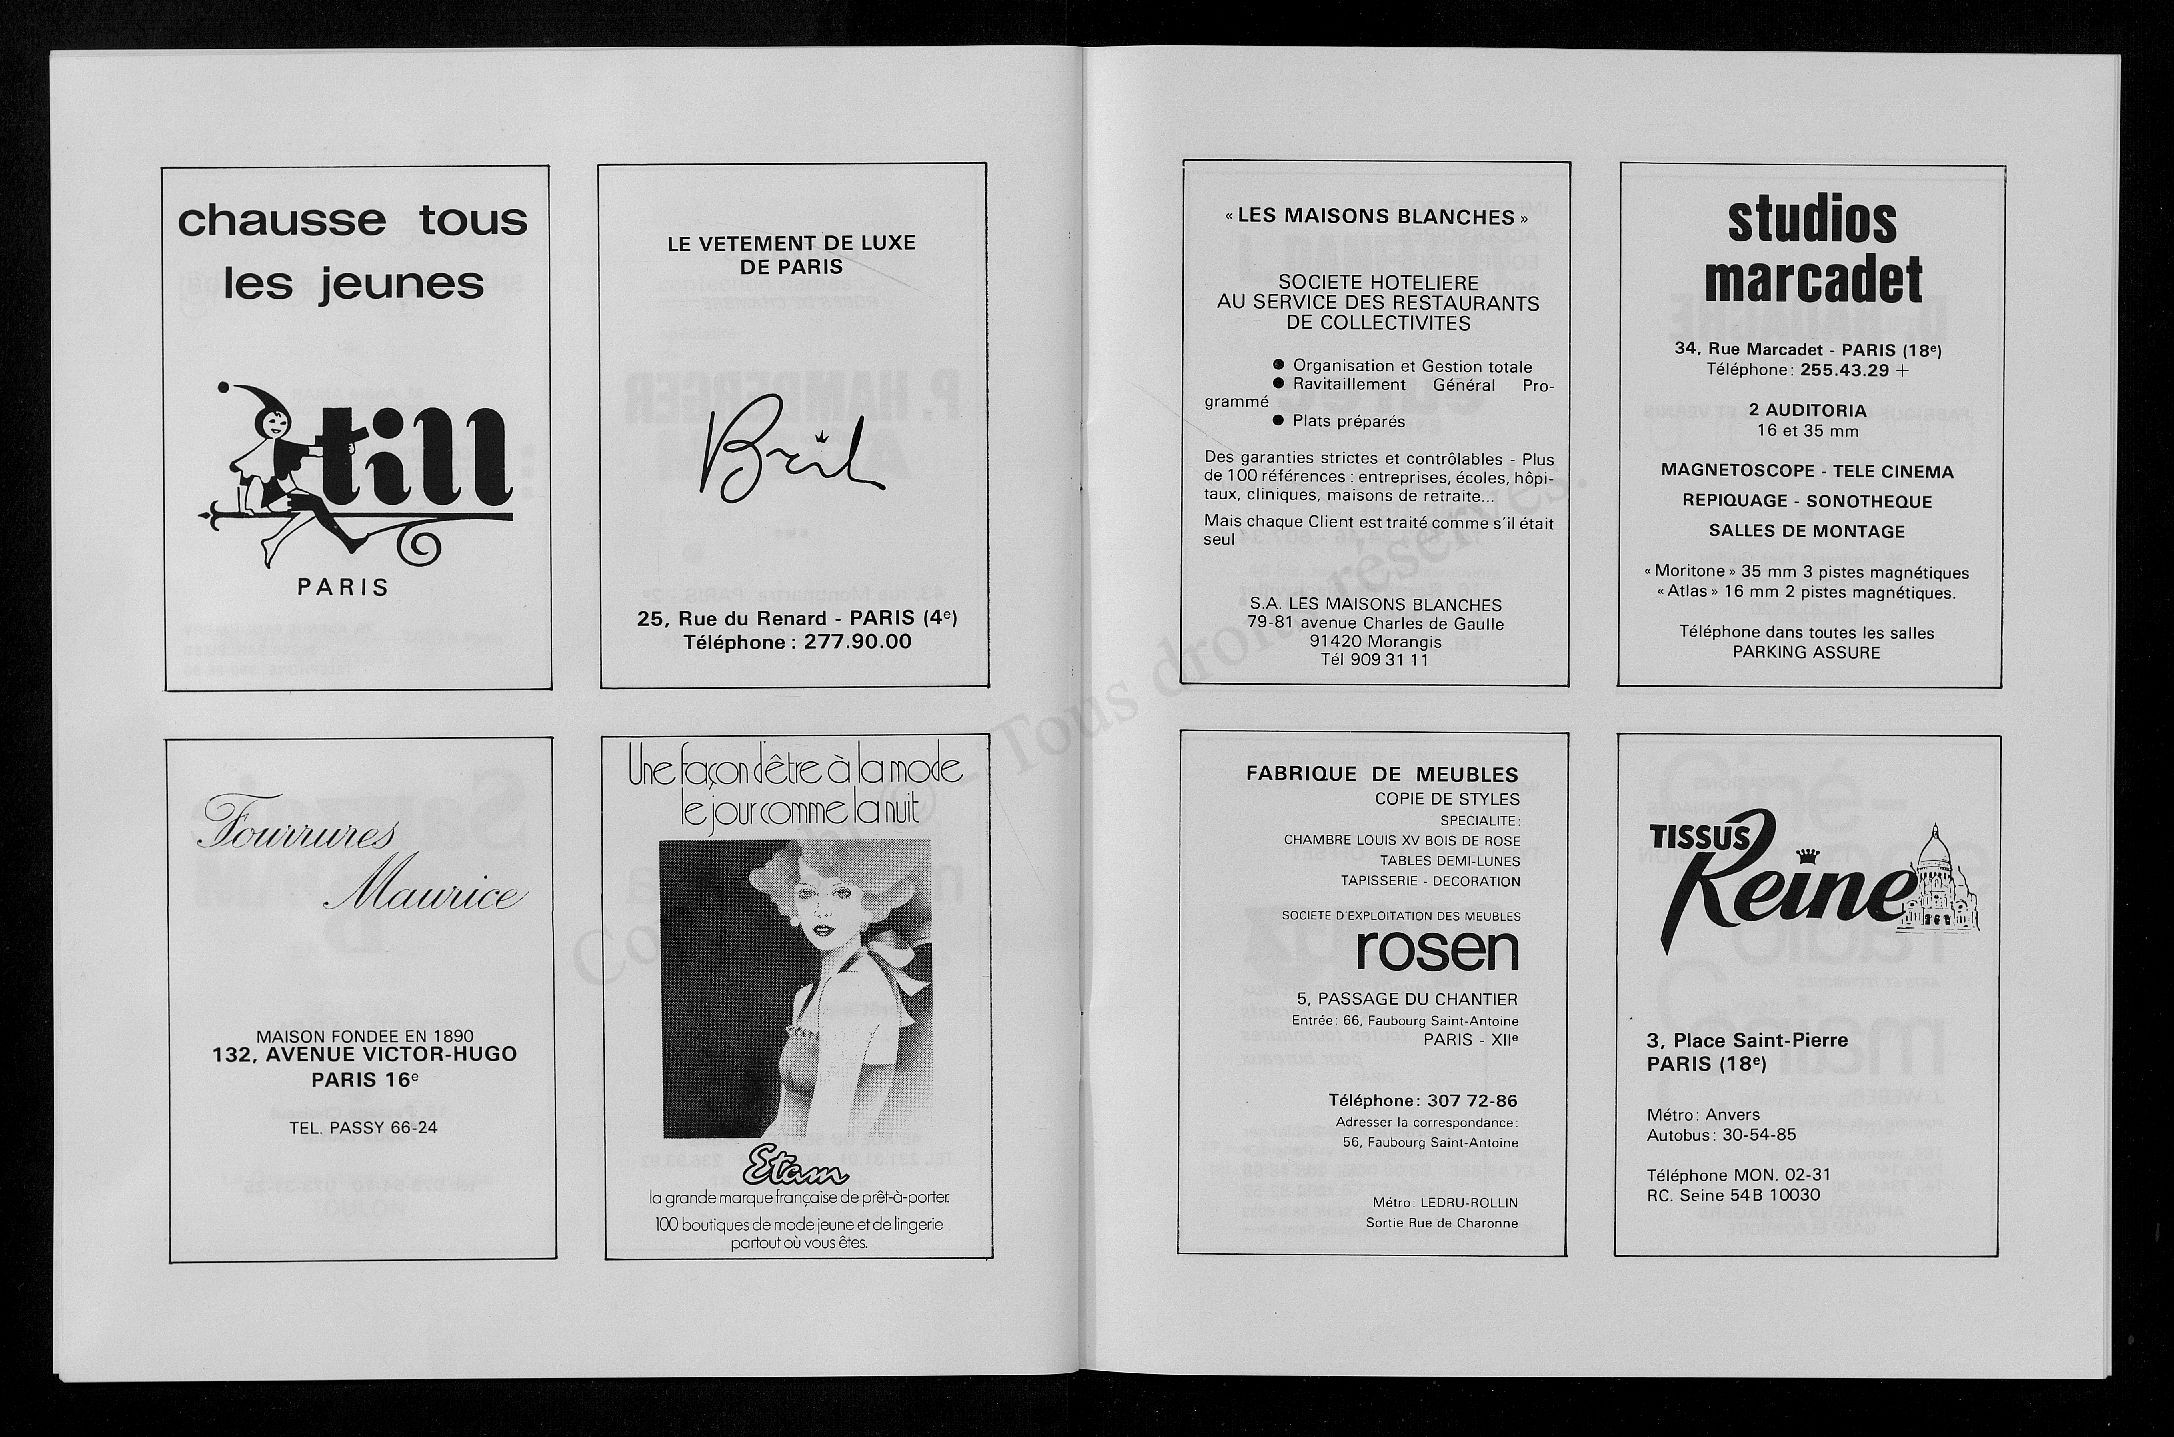 chausse tous
les jeunes
till
PARIS
LE VETEMENT DE LUXE
DE PARIS
Bril
25, Rue du Renard - PARIS (4e)
Téléphone : 277.90.00
Fourrures
Maurice
MAISON FONDEE EN 1890
132, AVENUE VICTOR-HUGO
PARIS 16e
TEL. PASSY 66-24
Une façon d'être à la mode
le jour comme la nuit
Etam
la grande marque française de prêt-à-porter.
100 boutiques de mode jeune et de lingerie
partout où vous êtes.
« LES MAISONS BLANCHES »
SOCIETE HOTELIERE
AU SERVICE DES RESTAURANTS
DE COLLECTIVITES
● Organisation et Gestion totale
● Ravitaillement Général Pro-
grammé
● Plats préparés
Des garanties strictes et contrôlables - Plus
de 100 références : entreprises, écoles, hôpi-
taux, cliniques, maisons de retraite...
Mais chaque Client est traité comme s'il était
seul
S.A. LES MAISONS BLANCHES
79-81 avenue Charles de Gaulle
91420 Morangis
Tél 909 31 11
studios
marcadet
34, Rue Marcadet - PARIS (18e)
Téléphone : 255.43.29 +
2 AUDITORIA
16 et 35 mm
MAGNETOSCOPE - TELE CINEMA
REPIQUAGE - SONOTHEQUE
SALLES DE MONTAGE
« Moritone » 35 mm 3 pistes magnétiques
« Atlas » 16 mm 2 pistes magnétiques.
Téléphone dans toutes les salles
PARKING ASSURE
FABRIQUE DE MEUBLES
COPIE DE STYLES
SPECIALITE :
CHAMBRE LOUIS XV BOIS DE ROSE
TABLES DEMI-LUNES
TAPISSERIE - DECORATION
SOCIETE D'EXPLOITATION DES MEUBLES
rosen
5, PASSAGE DU CHANTIER
Entrée : 66, Faubourg Saint-Antoine
PARIS - XIIe
Téléphone : 307 72-86
Adresser la correspondance :
56, Faubourg Saint-Antoine
Métro LEDRU-ROLLIN
Sortie Rue de Charonne
TISSUS
Reine
3, Place Saint-Pierre
PARIS (18e)
Métro : Anvers
Autobus : 30-54-85
Téléphone MON. 02-31
RC. Seine 54 B 10030